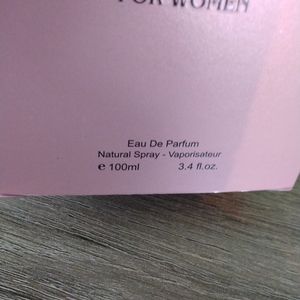 FOR WOMEN
Eau De Parfum
Natural Spray - Vaporisateur
℮ 100ml 3.4 fl.oz.